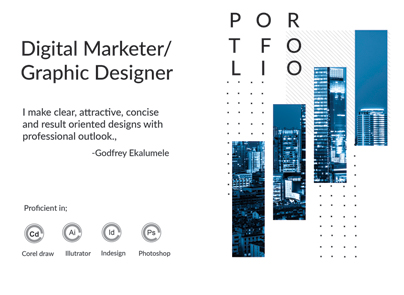 Digital Marketer/
Graphic Designer
I make clear, attractive, concise
and result oriented designs with
professional outlook.,
-Godfrey Ekalumele
Proficient in;
Cd Ai Id Ps
Corel draw Illutrator Indesign Photoshop
P O R
T F O
L I O